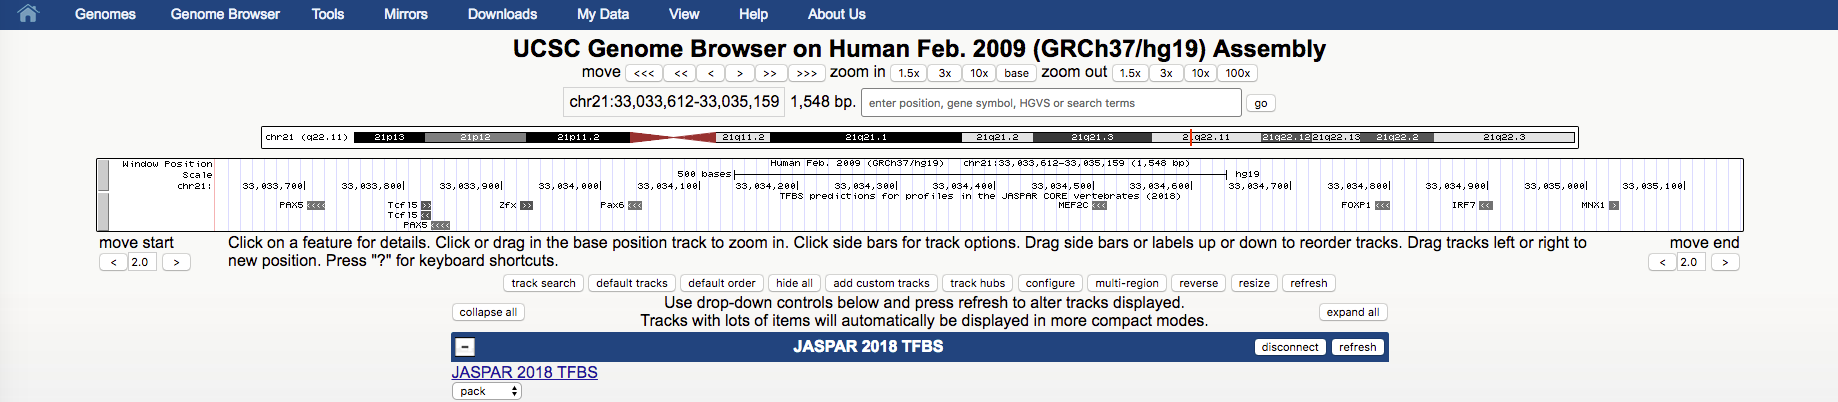 Genomes Genome Browser Tools Mirrors Downloads My Data View Help About Us
UCSC Genome Browser on Human Feb. 2009 (GRCh37/hg19) Assembly
move <<< << < > >> >>> zoom in 1.5x 3x 10x base zoom out 1.5x 3x 10x 100x
chr21:33,033,612-33,035,159 1,548 bp. enter position, gene symbol, HGVS or search terms go
chr21 (q22.11) 21p13 21p12 21p11.2 21q11.2 21q21.1 21q21.2 21q21.3 21q22.11 21q22.12 21q22.13 21q22.2 21q22.3
Window Position Human Feb. 2009 (GRCh37/hg19) chr21:33,033,612-33,035,159 (1,548 bp)
Scale 500 bases hg19
chr21: 33,033,700 33,033,800 33,033,900 33,034,000 33,034,100 33,034,200 33,034,300 33,034,400 33,034,500 33,034,600 33,034,700 33,034,800 33,034,900 33,035,000 33,035,100
TFBS predictions for profiles in the JASPAR CORE vertebrates (2018)
PAX5 Tcfl5 Zfx Pax6 MEF2C FOXP1 IRF7 MNX1
Tcfl5
PAX5
move start Click on a feature for details. Click or drag in the base position track to zoom in. Click side bars for track options. Drag side bars or labels up or down to reorder tracks. Drag tracks left or right to move end
< 2.0 > new position. Press "?" for keyboard shortcuts. < 2.0 >
track search default tracks default order hide all add custom tracks track hubs configure multi-region reverse resize refresh
collapse all Use drop-down controls below and press refresh to alter tracks displayed. expand all
Tracks with lots of items will automatically be displayed in more compact modes.
- JASPAR 2018 TFBS disconnect refresh
JASPAR 2018 TFBS
pack